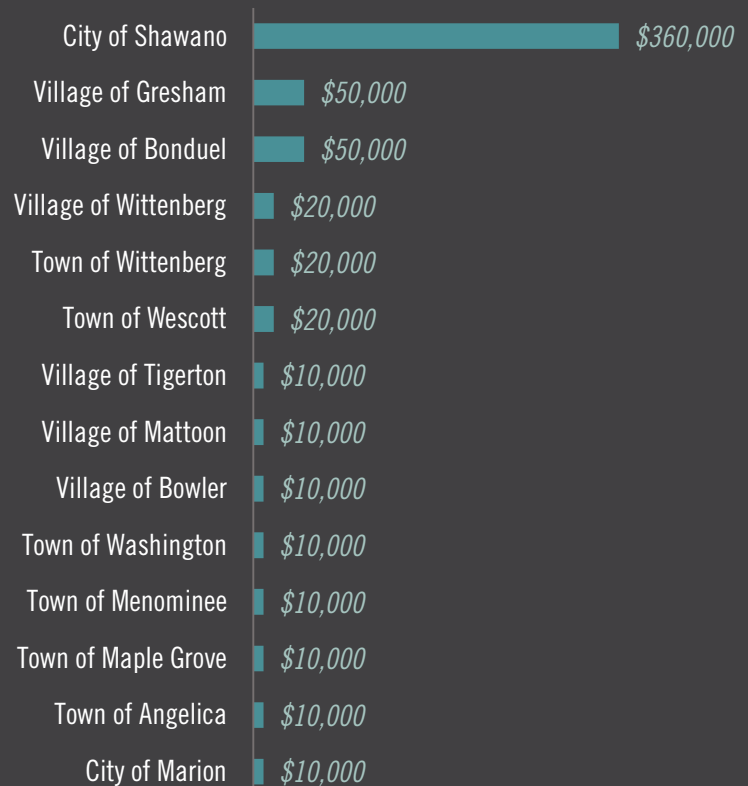 City of Shawano $360,000
Village of Gresham $50,000
Village of Bonduel $50,000
Village of Wittenberg $20,000
Town of Wittenberg $20,000
Town of Wescott $20,000
Village of Tigerton $10,000
Village of Mattoon $10,000
Village of Bowler $10,000
Town of Washington $10,000
Town of Menominee $10,000
Town of Maple Grove $10,000
Town of Angelica $10,000
City of Marion $10,000